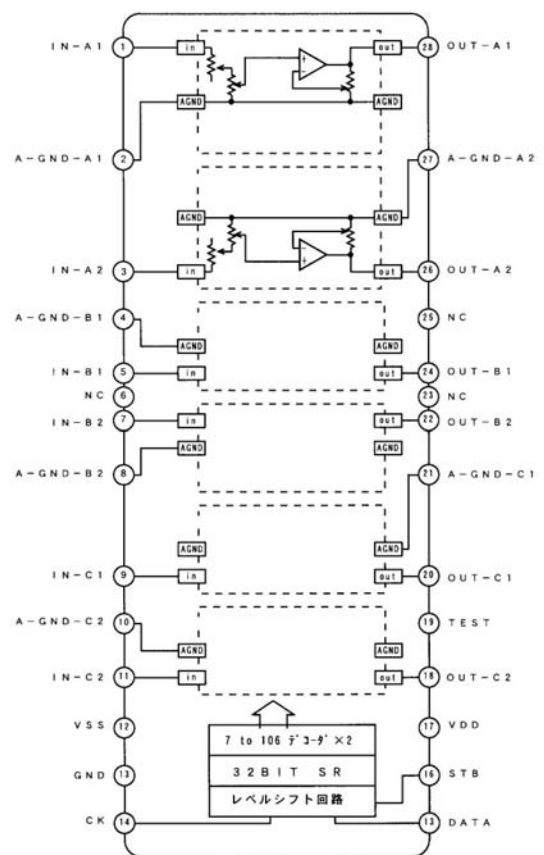 IN-A1 1 in out 28 OUT-A1
+
-
AGND AGND
A-GND-A1 2 27 A-GND-A2
AGND AGND
-
+
IN-A2 3 in out 26 OUT-A2
A-GND-B1 4 25 NC
AGND AGND
IN-B1 5 in out 24 OUT-B1
NC 6 23 NC
IN-B2 7 in out 22 OUT-B2
AGND AGND
A-GND-B2 8 21 A-GND-C1
AGND AGND
IN-C1 9 in out 20 OUT-C1
A-GND-C2 10 19 TEST
AGND AGND
IN-C2 11 in out 18 OUT-C2
VSS 12 17 VDD
7 to 106 デコーダ×2
32BIT SR
GND 13 16 STB
レベルシフト回路
CK 14 13 DATA